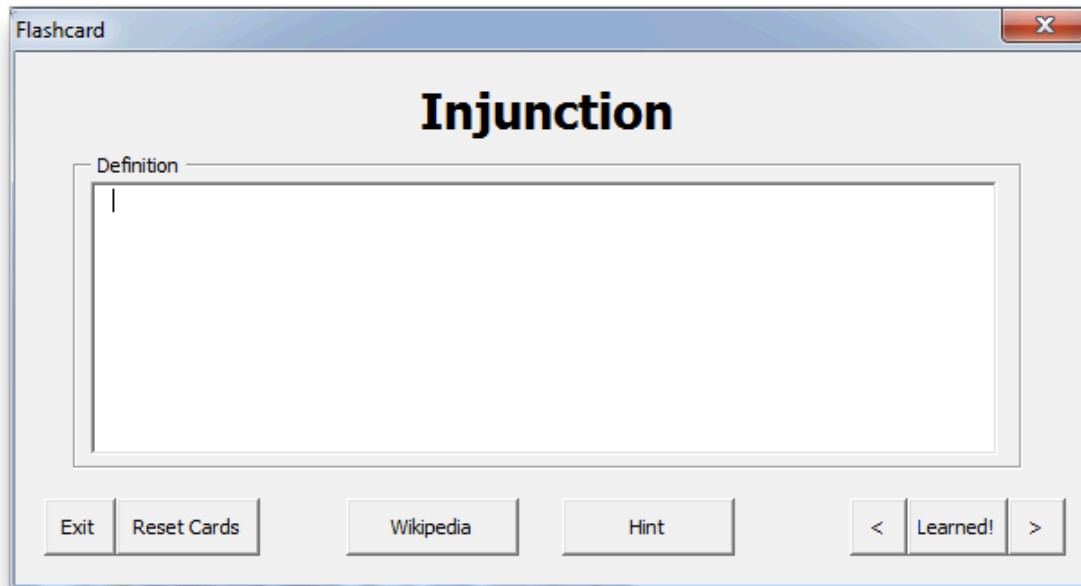 Flashcard
X
Injunction
Definition
Exit Reset Cards Wikipedia Hint < Learned! >